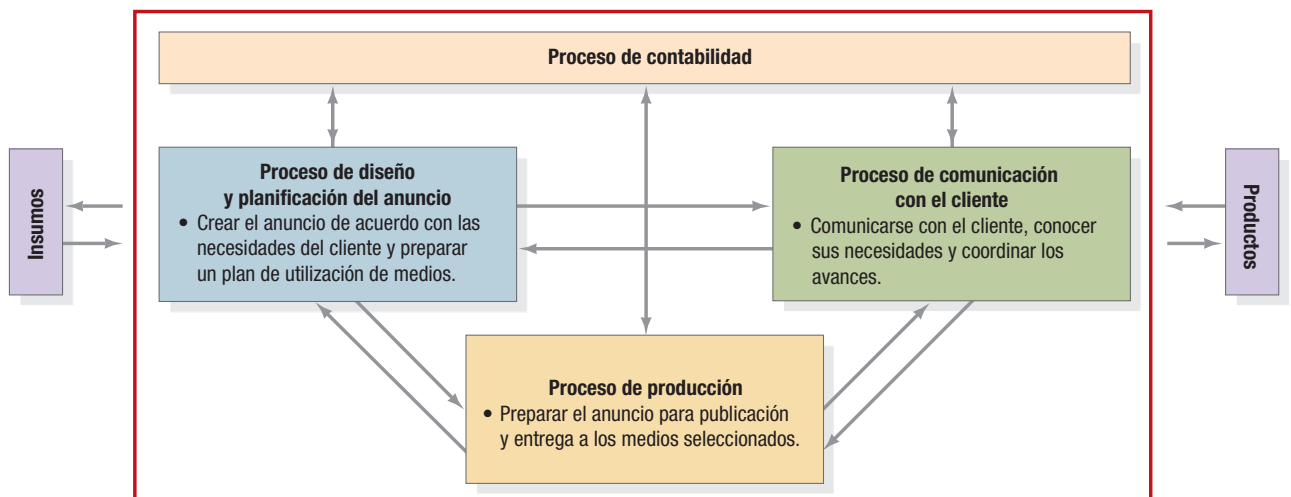 Proceso de contabilidad
Insumos
Proceso de diseño
y planificación del anuncio
• Crear el anuncio de acuerdo con las
necesidades del cliente y preparar
un plan de utilización de medios.
Proceso de comunicación
con el cliente
• Comunicarse con el cliente, conocer
sus necesidades y coordinar los
avances.
Productos
Proceso de producción
• Preparar el anuncio para publicación
y entrega a los medios seleccionados.